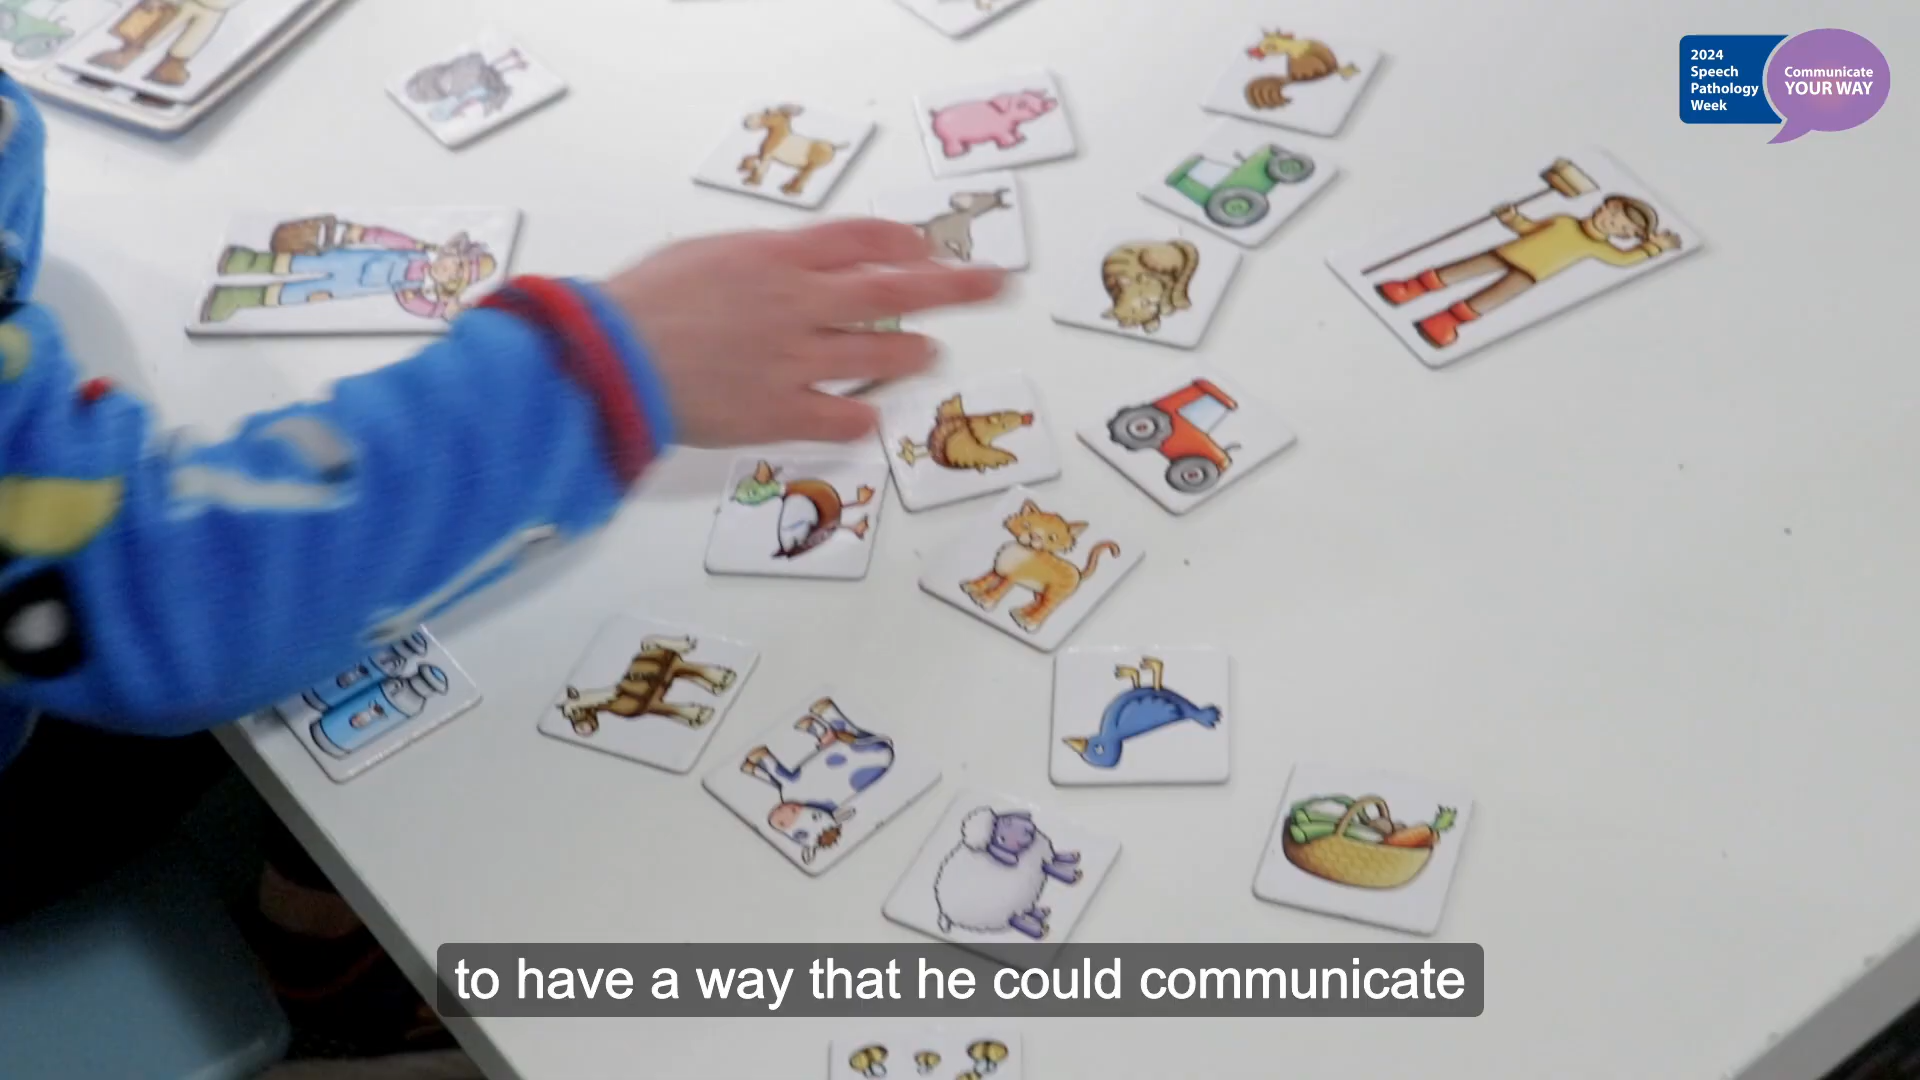 2024
Speech
Pathology
Week
Communicate
YOUR WAY
to have a way that he could communicate